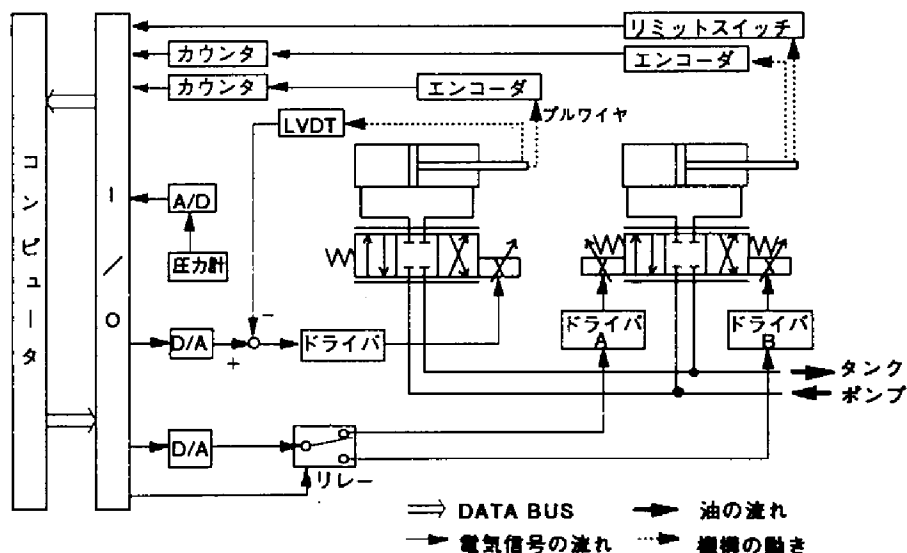 リミットスイッチ
カウンタ
エンコーダ
カウンタ
エンコーダ
プルワイヤ
LVDT
コンピュータ
I/O
A/D
圧力計
D/A
+
-
ドライバ
ドライバ
A
ドライバ
B
タンク
ポンプ
D/A
リレー
DATA BUS
油の流れ
電気信号の流れ
機構の動き